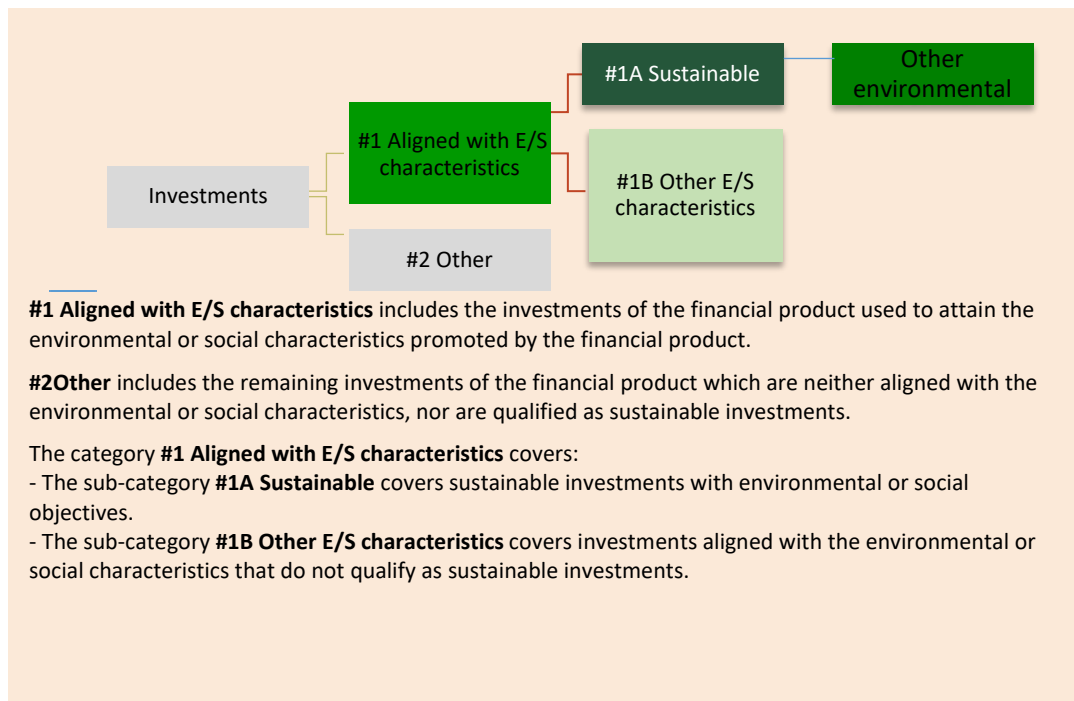 Other
environmental
#1A Sustainable
#1 Aligned with E/S
characteristics
#1B Other E/S
characteristics
Investments
#2 Other
#1 Aligned with E/S characteristics includes the investments of the financial product used to attain the
environmental or social characteristics promoted by the financial product.
#2Other includes the remaining investments of the financial product which are neither aligned with the
environmental or social characteristics, nor are qualified as sustainable investments.
The category #1 Aligned with E/S characteristics covers:
- The sub-category #1A Sustainable covers sustainable investments with environmental or social
objectives.
- The sub-category #1B Other E/S characteristics covers investments aligned with the environmental or
social characteristics that do not qualify as sustainable investments.